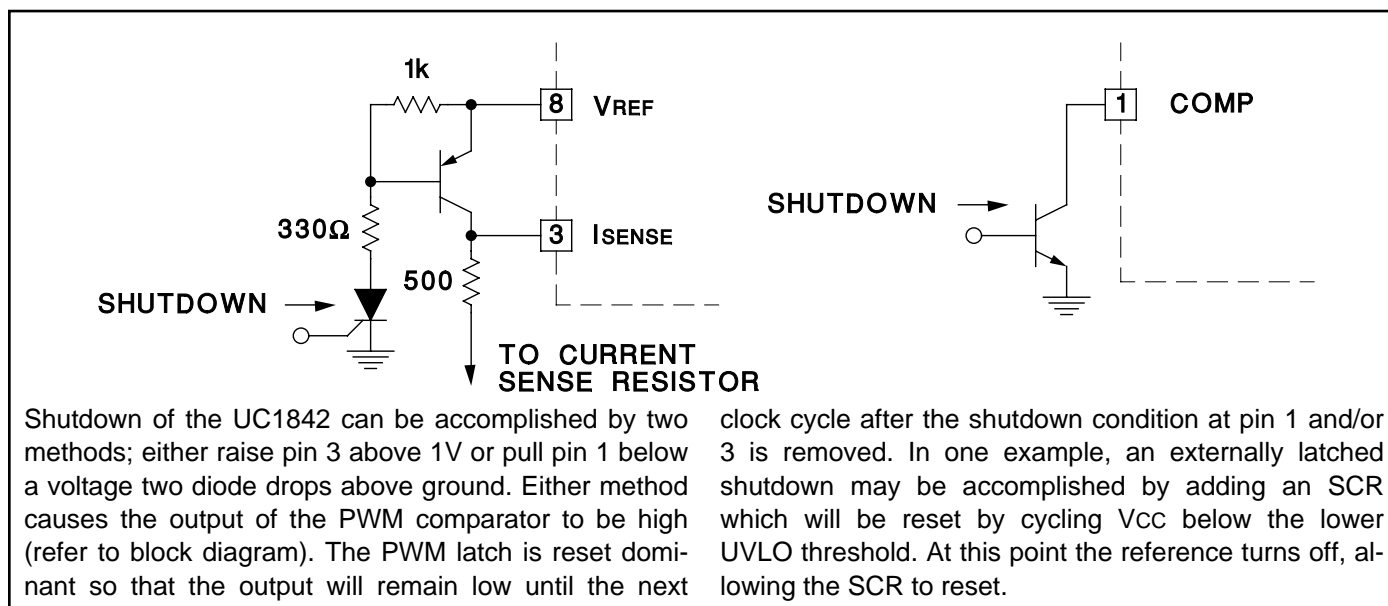 1k
8 VREF
330Ω
3 ISENSE
500
SHUTDOWN
TO CURRENT
SENSE RESISTOR
1 COMP
SHUTDOWN
Shutdown of the UC1842 can be accomplished by two
methods; either raise pin 3 above 1V or pull pin 1 below
a voltage two diode drops above ground. Either method
causes the output of the PWM comparator to be high
(refer to block diagram). The PWM latch is reset domi-
nant so that the output will remain low until the next
clock cycle after the shutdown condition at pin 1 and/or
3 is removed. In one example, an externally latched
shutdown may be accomplished by adding an SCR
which will be reset by cycling VCC below the lower
UVLO threshold. At this point the reference turns off, al-
lowing the SCR to reset.